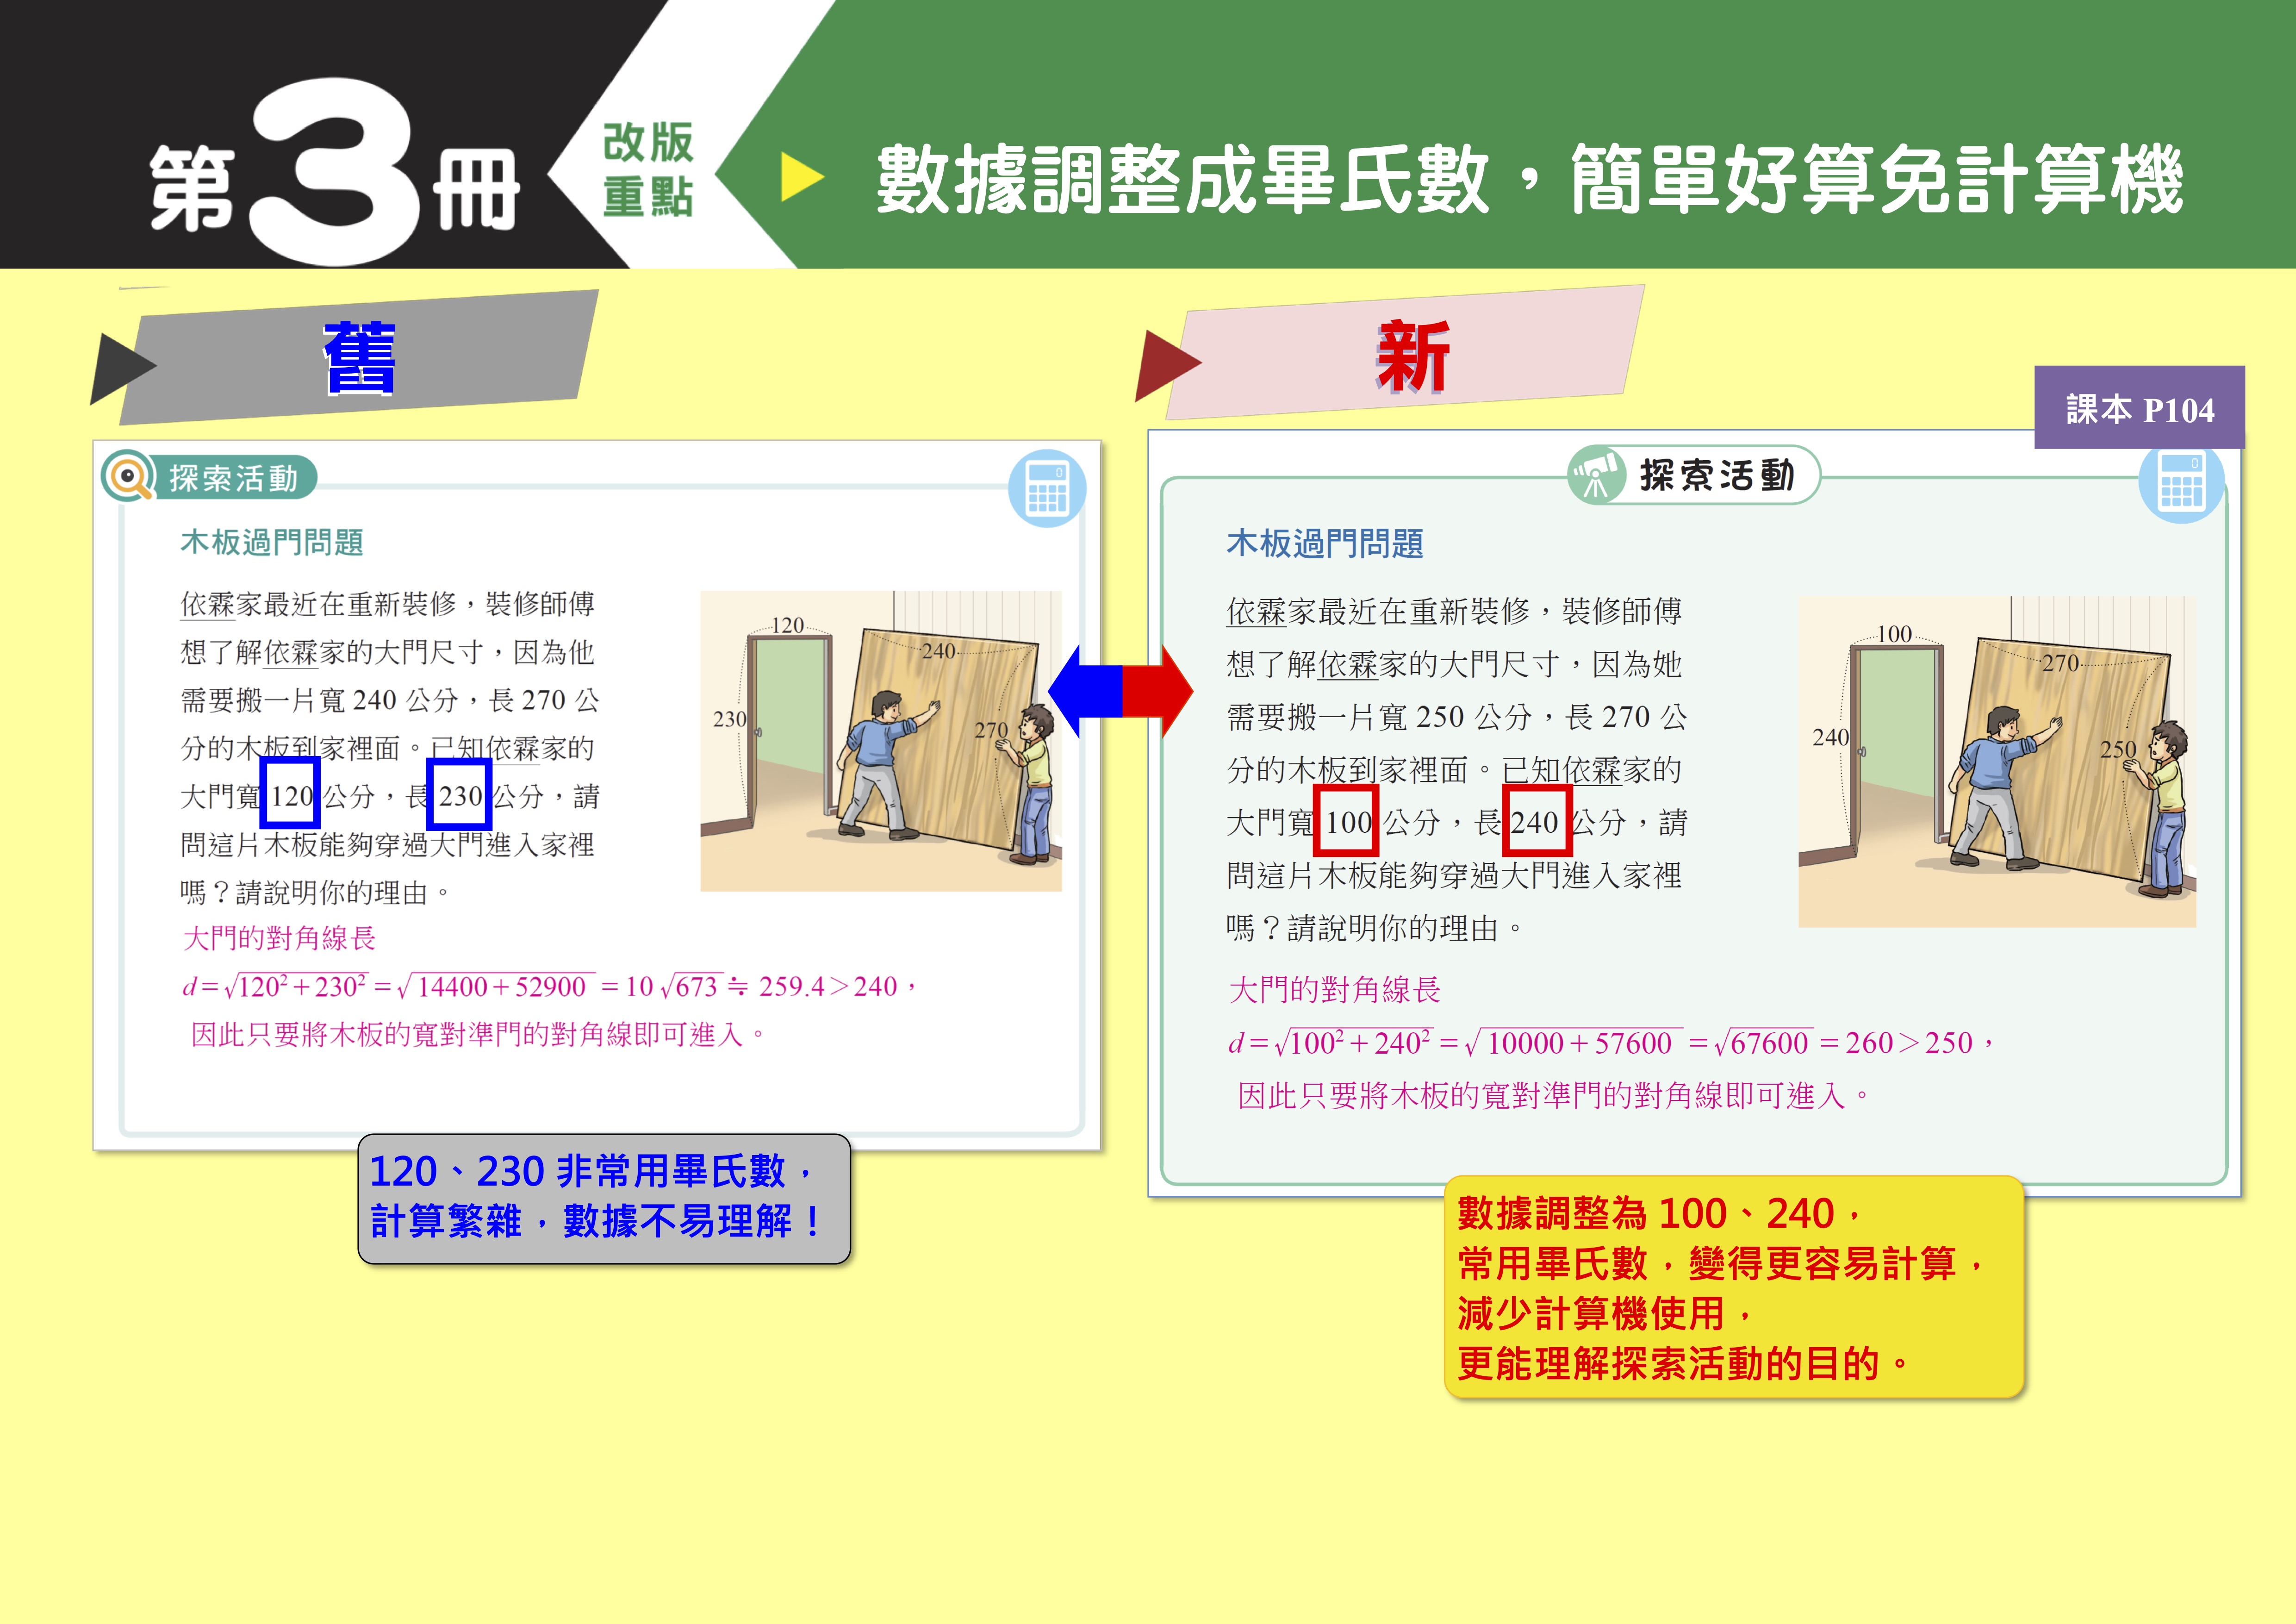 第3冊
改版
重點
數據調整成畢氏數，簡單好算免計算機
舊
探索活動
0
木板過門問題
依霖家最近在重新裝修，裝修師傅
想了解依霖家的大門尺寸，因為他
需要搬一片寬 240 公分，長 270 公
分的木板到家裡面。已知依霖家的
大門寬 120 公分，長 230 公分，請
問這片木板能夠穿過大門進入家裡
嗎？請說明你的理由。
120
240
230
270
大門的對角線長
d＝√120²＋230²＝√14400＋52900＝10√673≒259.4＞240，
因此只要將木板的寬對準門的對角線即可進入。
120、230 非常用畢氏數，
計算繁雜，數據不易理解！
新
課本 P104
探索活動
0
木板過門問題
依霖家最近在重新裝修，裝修師傅
想了解依霖家的大門尺寸，因為她
需要搬一片寬 250 公分，長 270 公
分的木板到家裡面。已知依霖家的
大門寬 100 公分，長 240 公分，請
問這片木板能夠穿過大門進入家裡
嗎？請說明你的理由。
100
270
240
250
大門的對角線長
d＝√100²＋240²＝√10000＋57600＝√67600＝260＞250，
因此只要將木板的寬對準門的對角線即可進入。
數據調整為 100、240，
常用畢氏數，變得更容易計算，
減少計算機使用，
更能理解探索活動的目的。